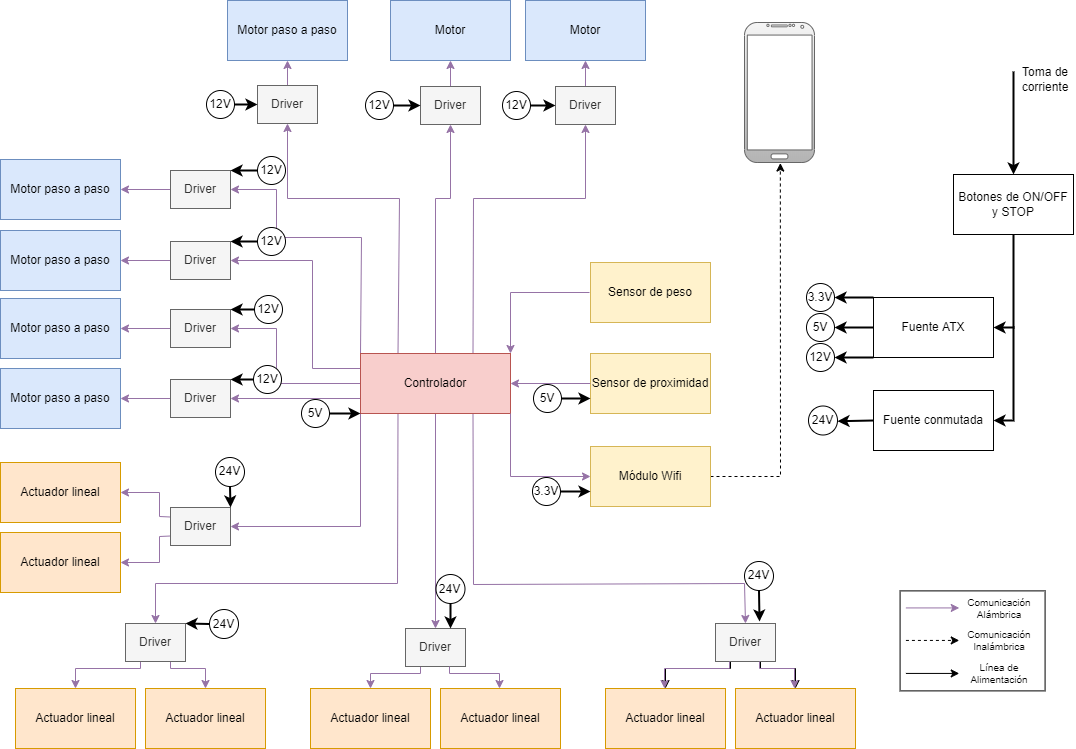 Motor paso a paso
Motor
Motor
Toma de
corriente
12V
Driver
12V
Driver
12V
Driver
Motor paso a paso
Driver
12V
Botones de ON/OFF
y STOP
Motor paso a paso
Driver
12V
Sensor de peso
3.3V
5V
12V
Fuente ATX
Motor paso a paso
Driver
12V
Motor paso a paso
Driver
12V
5V
Controlador
5V
Sensor de proximidad
24V
Fuente conmutada
24V
3.3V
Módulo Wifi
Actuador lineal
Driver
Actuador lineal
24V
Driver
24V
Driver
24V
Driver
Actuador lineal
Actuador lineal
Actuador lineal
Actuador lineal
Actuador lineal
Actuador lineal
Comunicación
Alámbrica
Comunicación
Inalámbrica
Línea de
Alimentación